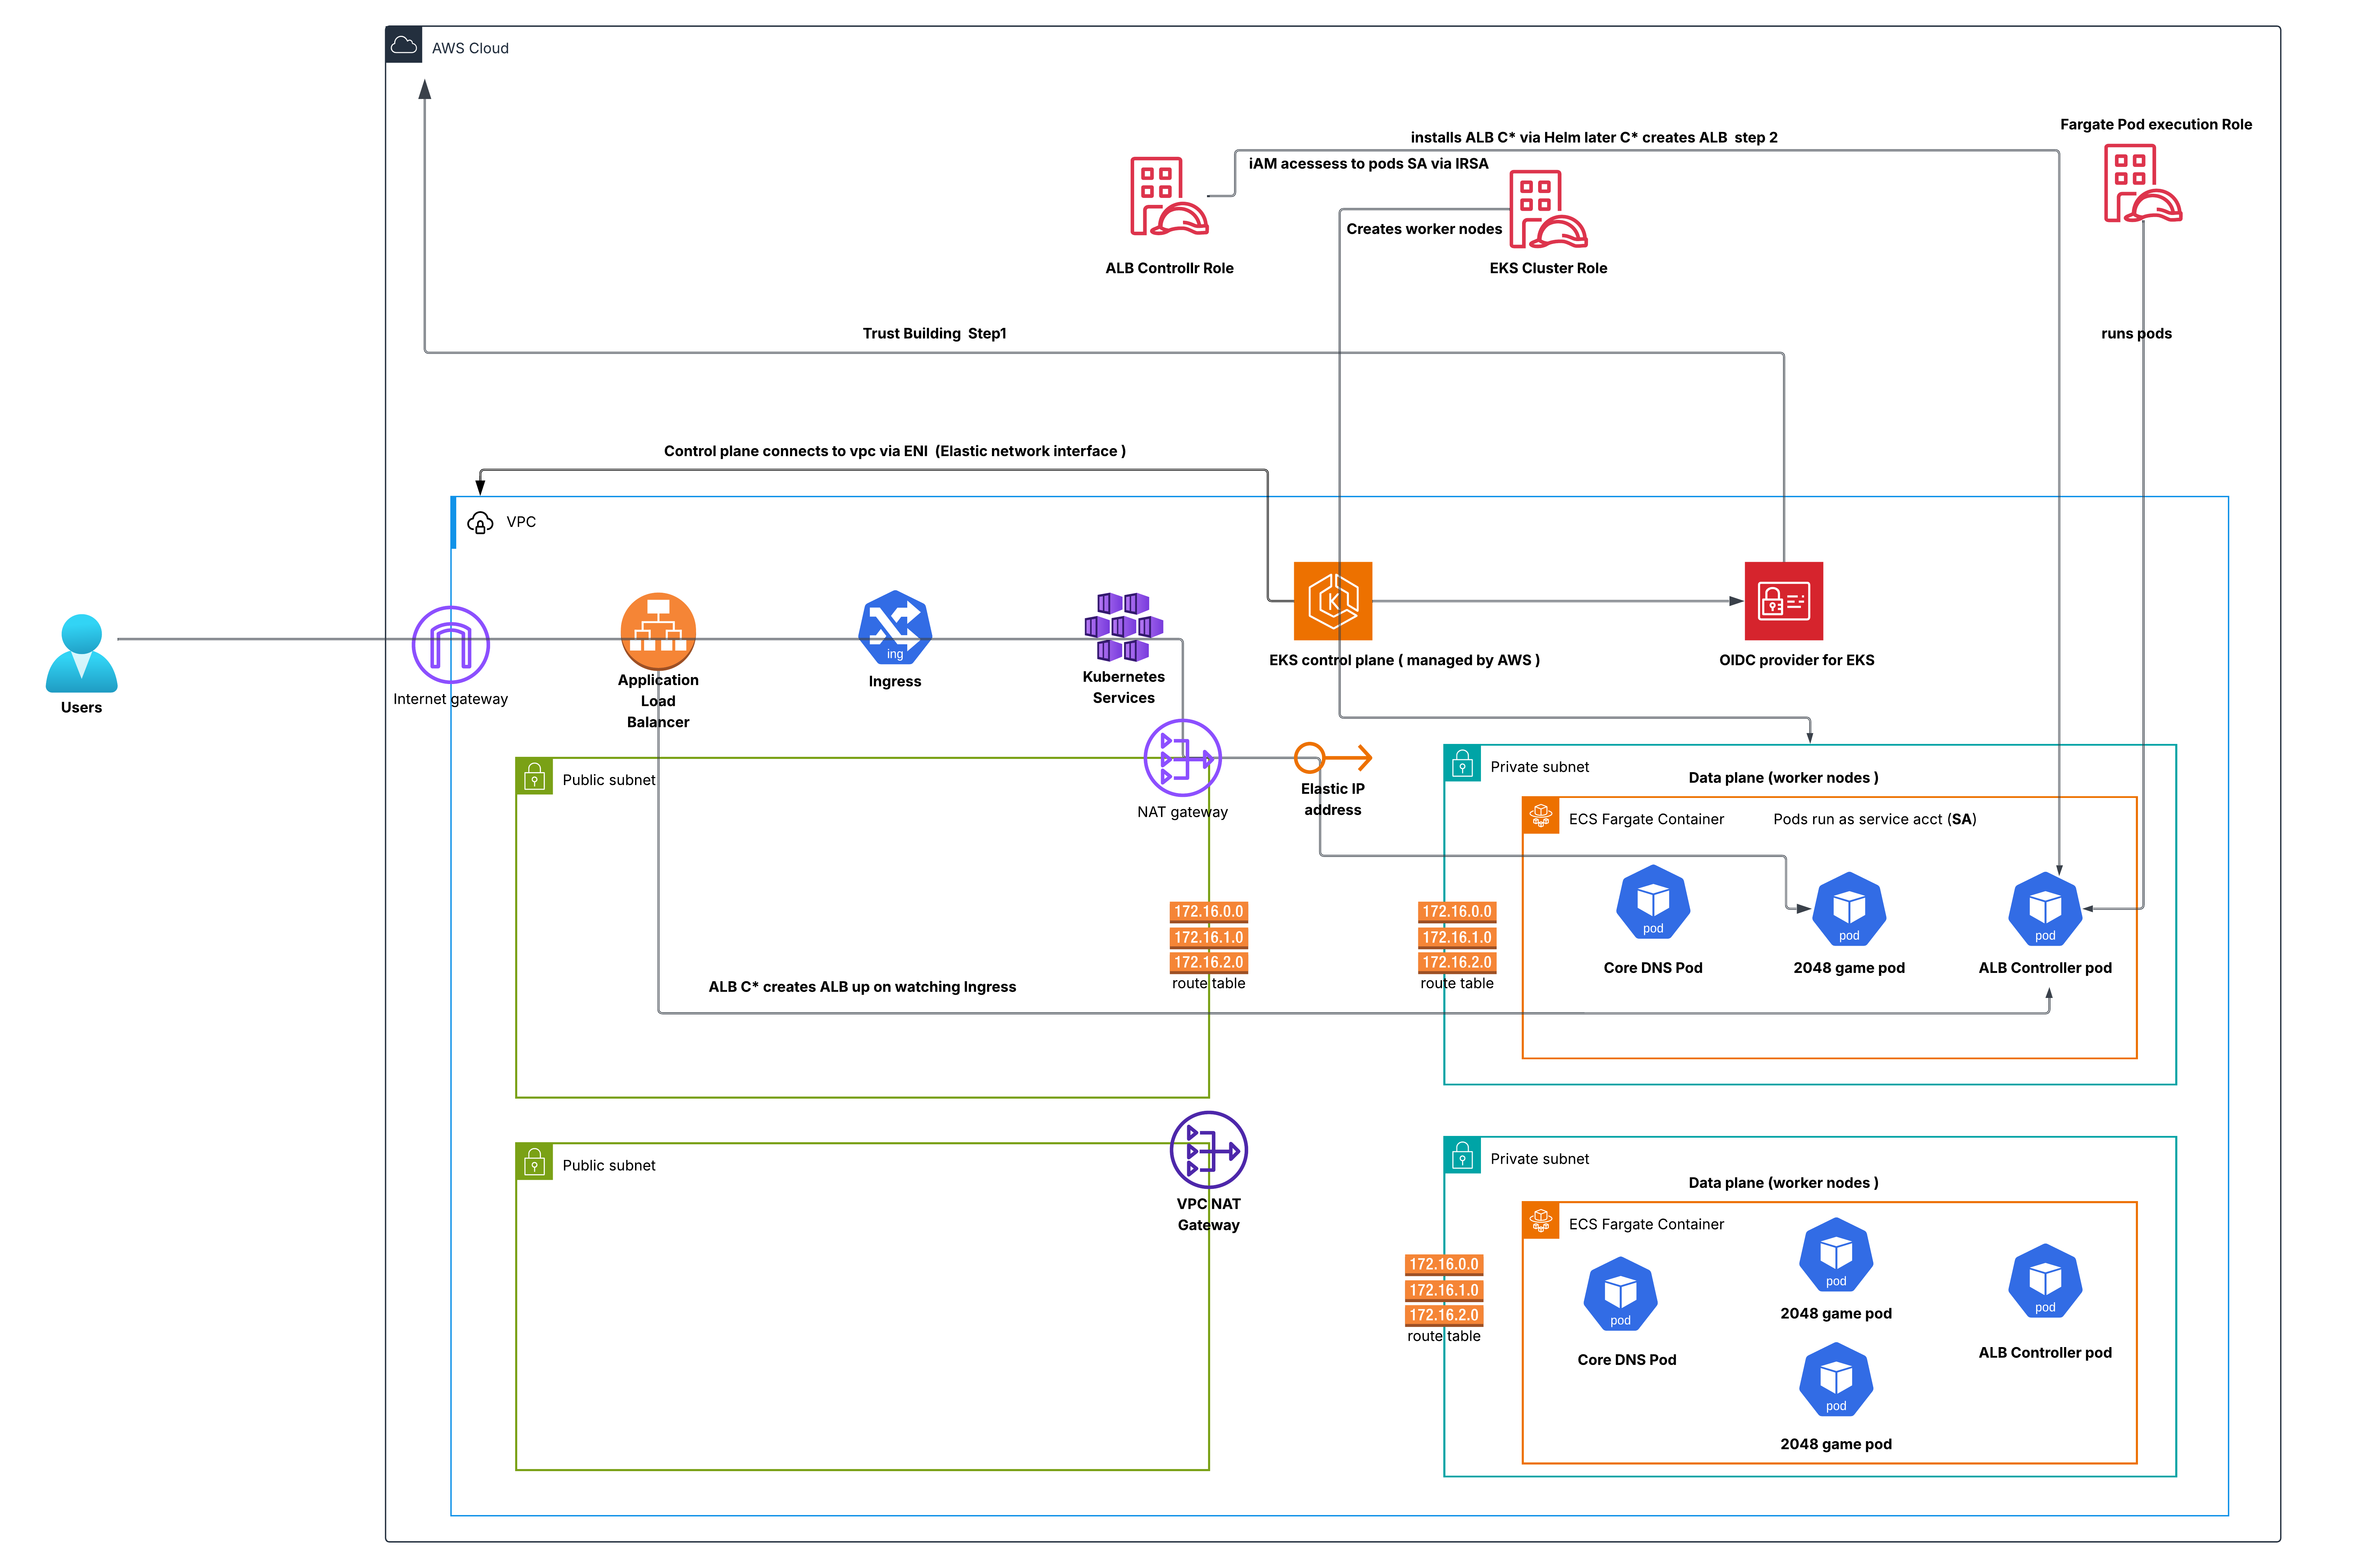 AWS Cloud
Fargate Pod execution Role
installs ALB C* via Helm later C* creates ALB  step 2
iAM acessess to pods SA via IRSA
Creates worker nodes
ALB Controllr Role
EKS Cluster Role
Trust Building  Step1
runs pods
Control plane connects to vpc via ENI  (Elastic network interface )
VPC
ing
K
Users
Internet gateway
Application
Load
Balancer
Ingress
Kubernetes
Services
EKS control plane ( managed by AWS )
OIDC provider for EKS
Public subnet
NAT gateway
Elastic IP
address
Private subnet
Data plane (worker nodes )
ECS Fargate Container
Pods run as service acct (SA)
172.16.0.0
172.16.1.0
172.16.2.0
route table
172.16.0.0
172.16.1.0
172.16.2.0
route table
pod
Core DNS Pod
pod
2048 game pod
pod
ALB Controller pod
ALB C* creates ALB up on watching Ingress
Public subnet
VPC NAT
Gateway
Private subnet
Data plane (worker nodes )
ECS Fargate Container
172.16.0.0
172.16.1.0
172.16.2.0
route table
pod
Core DNS Pod
pod
2048 game pod
pod
ALB Controller pod
pod
2048 game pod